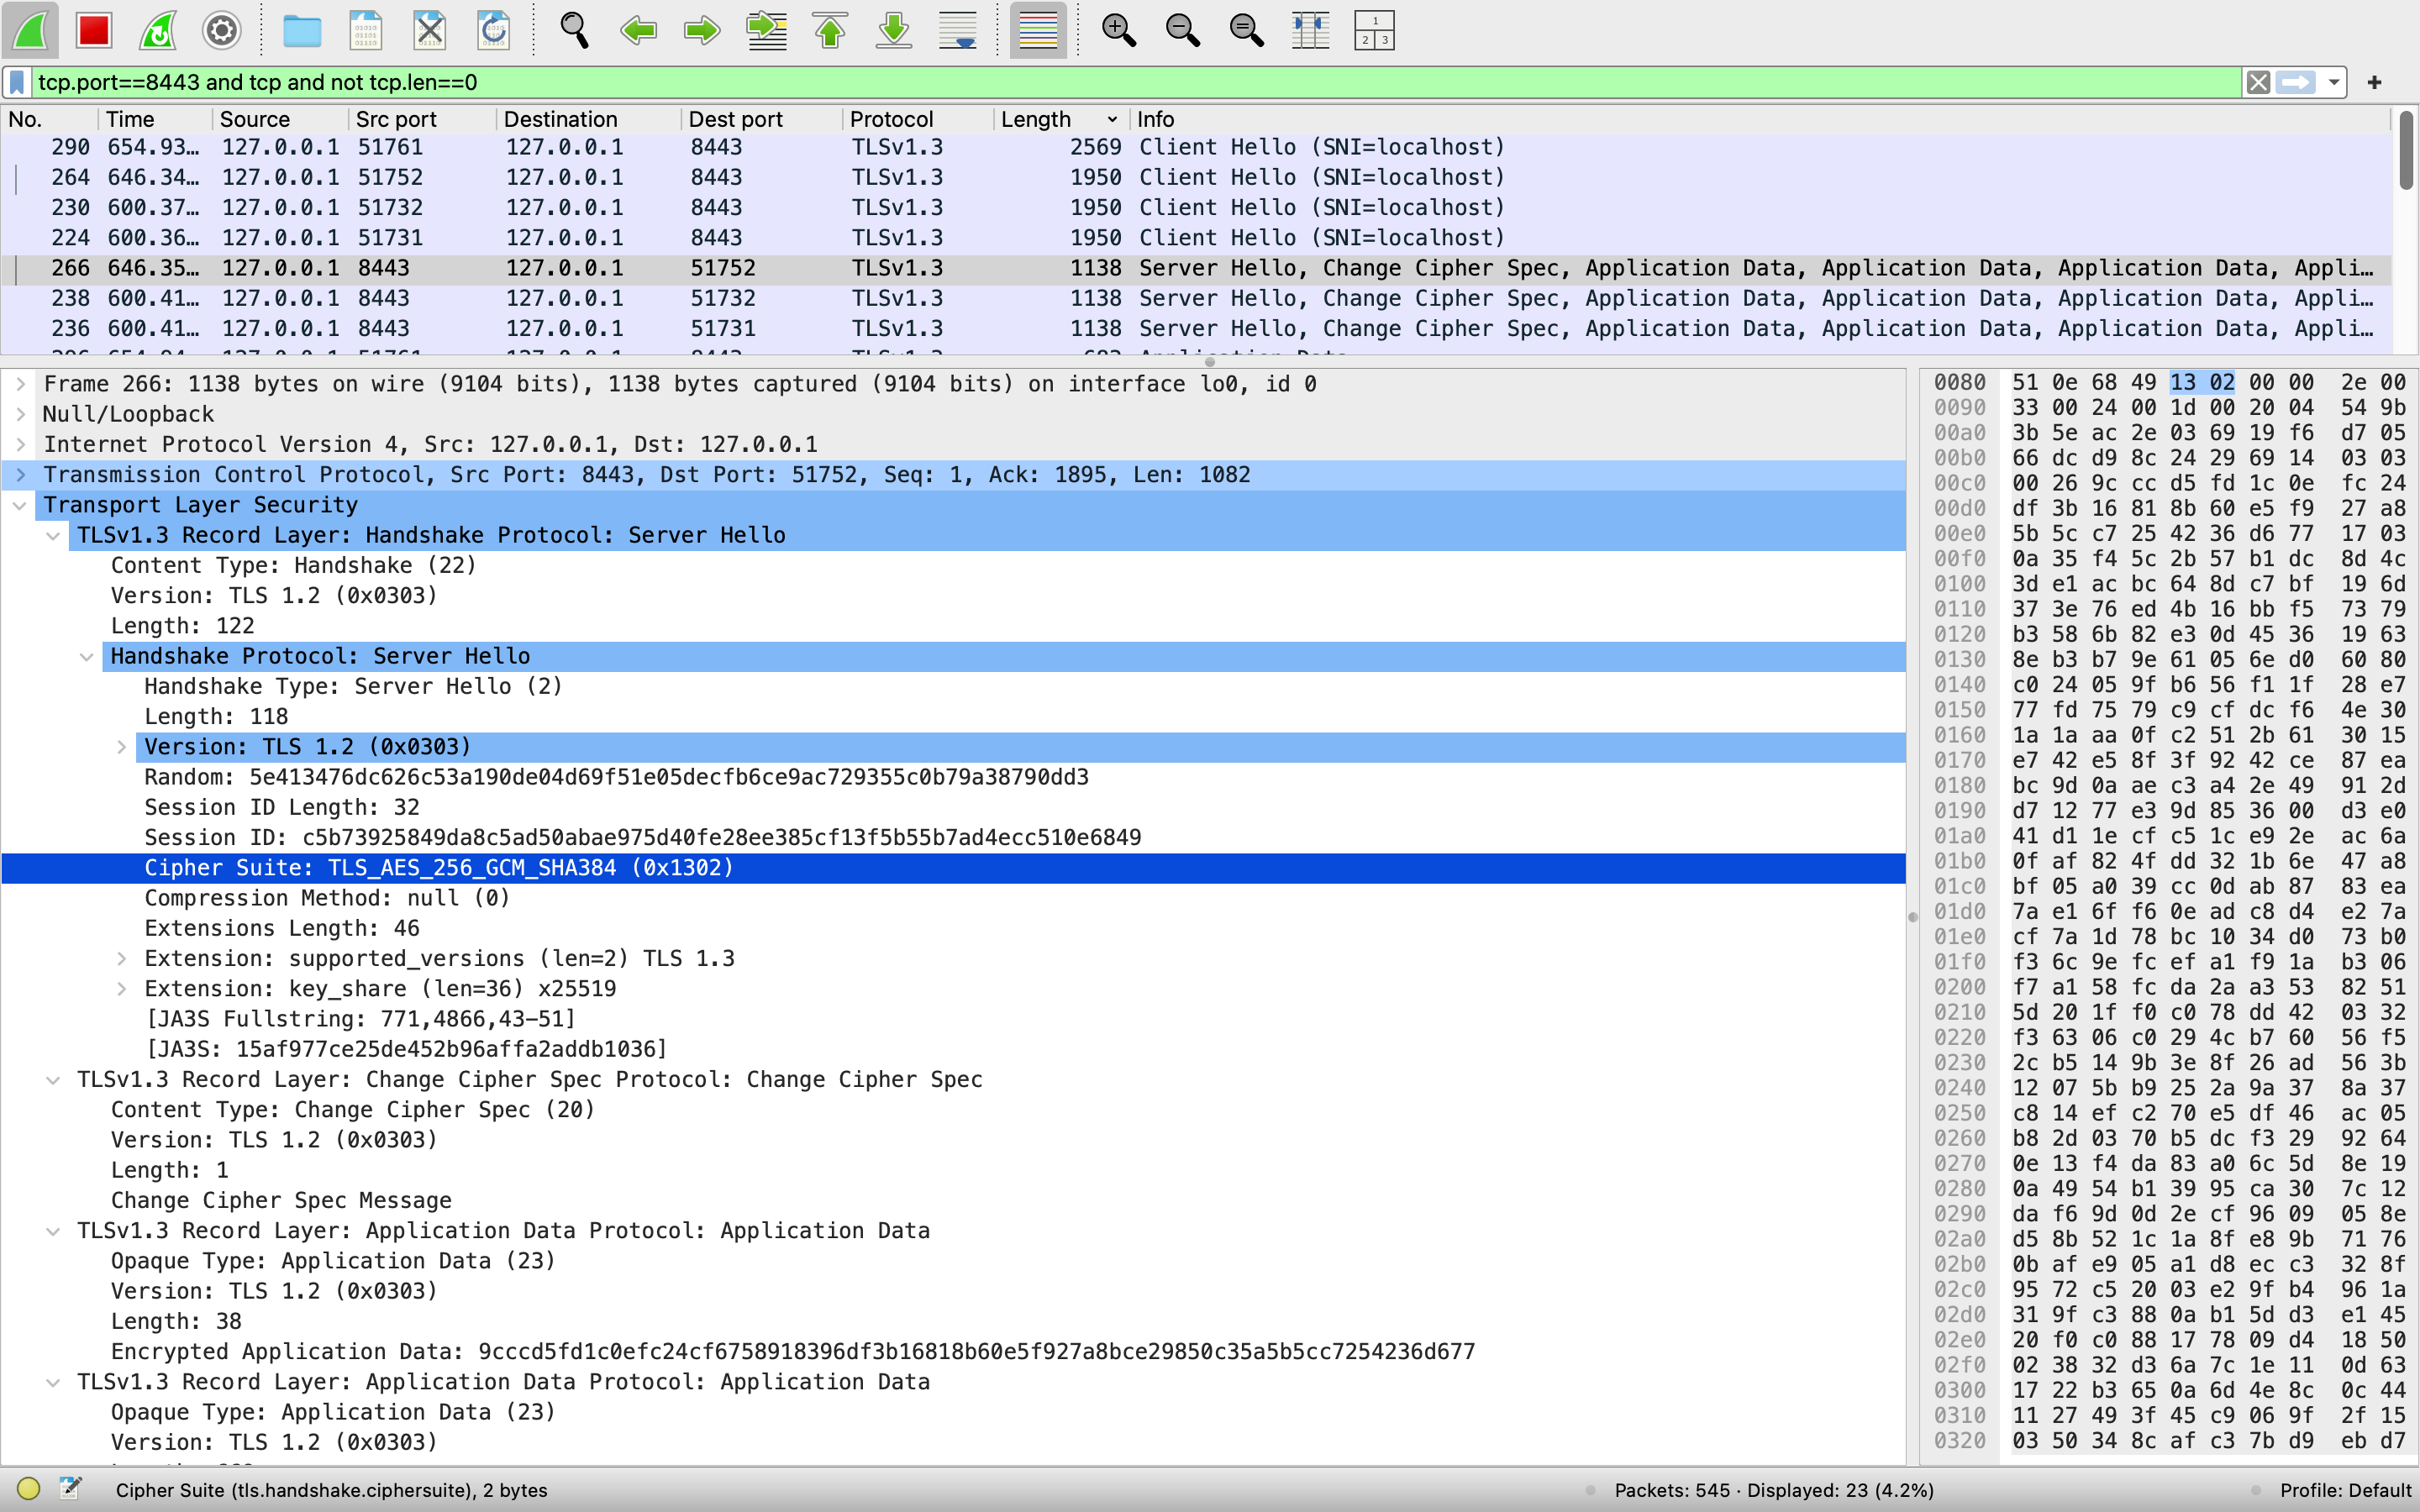 tcp.port==8443 and tcp and not tcp.len==0
No. Time Source Src port Destination Dest port Protocol Length Info
290 654.93… 127.0.0.1 51761 127.0.0.1 8443 TLSv1.3 2569 Client Hello (SNI=localhost)
264 646.34… 127.0.0.1 51752 127.0.0.1 8443 TLSv1.3 1950 Client Hello (SNI=localhost)
230 600.37… 127.0.0.1 51732 127.0.0.1 8443 TLSv1.3 1950 Client Hello (SNI=localhost)
224 600.36… 127.0.0.1 51731 127.0.0.1 8443 TLSv1.3 1950 Client Hello (SNI=localhost)
266 646.35… 127.0.0.1 8443 127.0.0.1 51752 TLSv1.3 1138 Server Hello, Change Cipher Spec, Application Data, Application Data, Application Data, Appli…
238 600.41… 127.0.0.1 8443 127.0.0.1 51732 TLSv1.3 1138 Server Hello, Change Cipher Spec, Application Data, Application Data, Application Data, Appli…
236 600.41… 127.0.0.1 8443 127.0.0.1 51731 TLSv1.3 1138 Server Hello, Change Cipher Spec, Application Data, Application Data, Application Data, Appli…
Frame 266: 1138 bytes on wire (9104 bits), 1138 bytes captured (9104 bits) on interface lo0, id 0
Null/Loopback
Internet Protocol Version 4, Src: 127.0.0.1, Dst: 127.0.0.1
Transmission Control Protocol, Src Port: 8443, Dst Port: 51752, Seq: 1, Ack: 1895, Len: 1082
Transport Layer Security
TLSv1.3 Record Layer: Handshake Protocol: Server Hello
Content Type: Handshake (22)
Version: TLS 1.2 (0x0303)
Length: 122
Handshake Protocol: Server Hello
Handshake Type: Server Hello (2)
Length: 118
Version: TLS 1.2 (0x0303)
Random: 5e413476dc626c53a190de04d69f51e05decfb6ce9ac729355c0b79a38790dd3
Session ID Length: 32
Session ID: c5b73925849da8c5ad50abae975d40fe28ee385cf13f5b55b7ad4ecc510e6849
Cipher Suite: TLS_AES_256_GCM_SHA384 (0x1302)
Compression Method: null (0)
Extensions Length: 46
Extension: supported_versions (len=2) TLS 1.3
Extension: key_share (len=36) x25519
[JA3S Fullstring: 771,4866,43-51]
[JA3S: 15af977ce25de452b96affa2addb1036]
TLSv1.3 Record Layer: Change Cipher Spec Protocol: Change Cipher Spec
Content Type: Change Cipher Spec (20)
Version: TLS 1.2 (0x0303)
Length: 1
Change Cipher Spec Message
TLSv1.3 Record Layer: Application Data Protocol: Application Data
Opaque Type: Application Data (23)
Version: TLS 1.2 (0x0303)
Length: 38
Encrypted Application Data: 9cccd5fd1c0efc24cf6758918396df3b16818b60e5f927a8bce29850c35a5b5cc7254236d677
TLSv1.3 Record Layer: Application Data Protocol: Application Data
Opaque Type: Application Data (23)
Version: TLS 1.2 (0x0303)
0080 51 0e 68 49 13 02 00 00 2e 00
0090 33 00 24 00 1d 00 20 04 54 9b
00a0 3b 5e ac 2e 03 69 19 f6 d7 05
00b0 66 dc d9 8c 24 29 69 14 03 03
00c0 00 26 9c cc d5 fd 1c 0e fc 24
00d0 df 3b 16 81 8b 60 e5 f9 27 a8
00e0 5b 5c c7 25 42 36 d6 77 17 03
00f0 0a 35 f4 5c 2b 57 b1 dc 8d 4c
0100 3d e1 ac bc 64 8d c7 bf 19 6d
0110 37 3e 76 ed 4b 16 bb f5 73 79
0120 b3 58 6b 82 e3 0d 45 36 19 63
0130 8e b3 b7 9e 61 05 6e d0 60 80
0140 c0 24 05 9f b6 56 f1 1f 28 e7
0150 77 fd 75 79 c9 cf dc f6 4e 30
0160 1a 1a aa 0f c2 51 2b 61 30 15
0170 e7 42 e5 8f 3f 92 42 ce 87 ea
0180 bc 9d 0a ae c3 a4 2e 49 91 2d
0190 d7 12 77 e3 9d 85 36 00 d3 e0
01a0 41 d1 1e cf c5 1c e9 2e ac 6a
01b0 0f af 82 4f dd 32 1b 6e 47 a8
01c0 bf 05 a0 39 cc 0d ab 87 83 ea
01d0 7a e1 6f f6 0e ad c8 d4 e2 7a
01e0 cf 7a 1d 78 bc 10 34 d0 73 b0
01f0 f3 6c 9e fc ef a1 f9 1a b3 06
0200 f7 a1 58 fc da 2a a3 53 82 51
0210 5d 20 1f f0 c0 78 dd 42 03 32
0220 f3 63 06 c0 29 4c b7 60 56 f5
0230 2c b5 14 9b 3e 8f 26 ad 56 3b
0240 12 07 5b b9 25 2a 9a 37 8a 37
0250 c8 14 ef c2 70 e5 df 46 ac 05
0260 b8 2d 03 70 b5 dc f3 29 92 64
0270 0e 13 f4 da 83 a0 6c 5d 8e 19
0280 0a 49 54 b1 39 95 ca 30 7c 12
0290 da f6 9d 0d 2e cf 96 09 05 8e
02a0 d5 8b 52 1c 1a 8f e8 9b 71 76
02b0 0b af e9 05 a1 d8 ec c3 32 8f
02c0 95 72 c5 20 03 e2 9f b4 96 1a
02d0 31 9f c3 88 0a b1 5d d3 e1 45
02e0 20 f0 c0 88 17 78 09 d4 18 50
02f0 02 38 32 d3 6a 7c 1e 11 0d 63
0300 17 22 b3 65 0a 6d 4e 8c 0c 44
0310 11 27 49 3f 45 c9 06 9f 2f 15
0320 03 50 34 8c af c3 7b d9 eb d7
Cipher Suite (tls.handshake.ciphersuite), 2 bytes
Packets: 545 · Displayed: 23 (4.2%)
Profile: Default